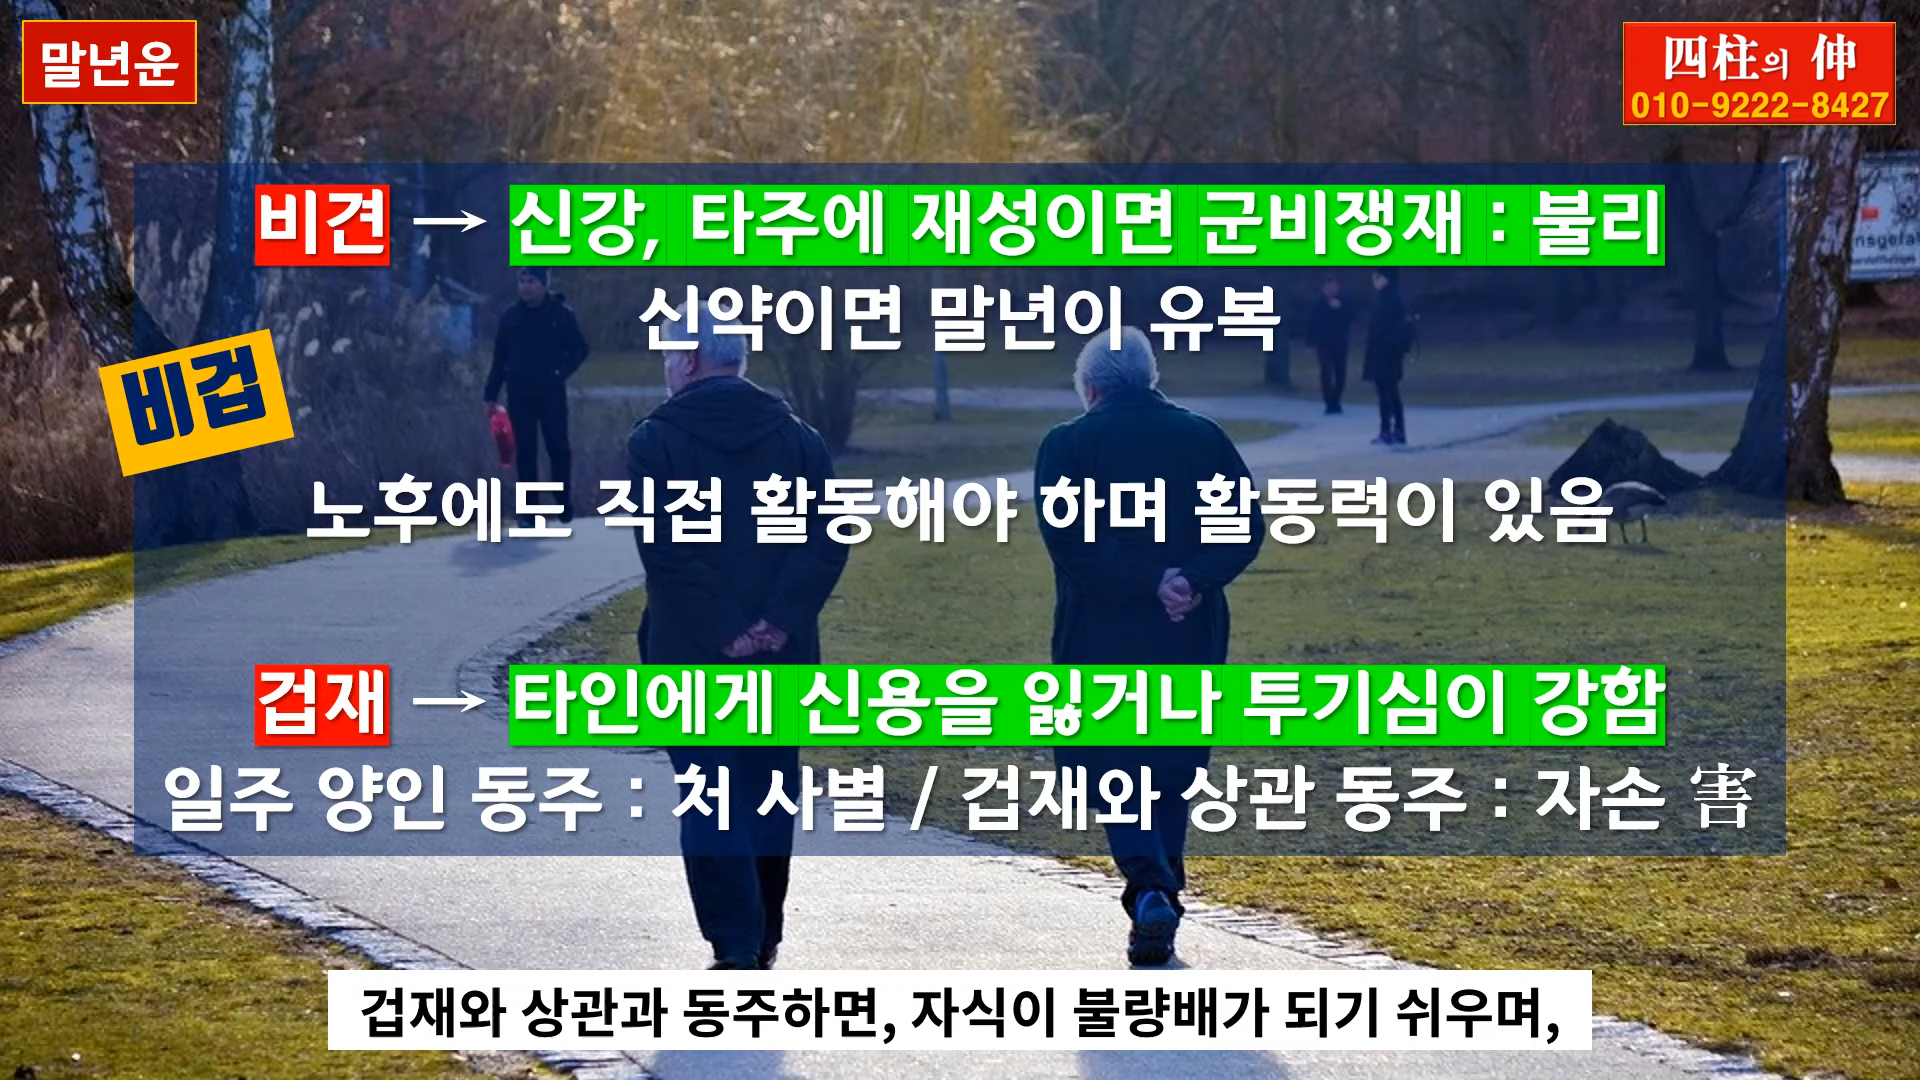 말년운
四柱의 伸
010-9222-8427
비견 → 신강, 타주에 재성이면 군비쟁재 : 불리
신약이면 말년이 유복
비겁
노후에도 직접 활동해야 하며 활동력이 있음
겁재 → 타인에게 신용을 잃거나 투기심이 강함
일주 양인 동주 : 처 사별 / 겁재와 상관 동주 : 자손 害
겁재와 상관과 동주하면, 자식이 불량배가 되기 쉬우며,